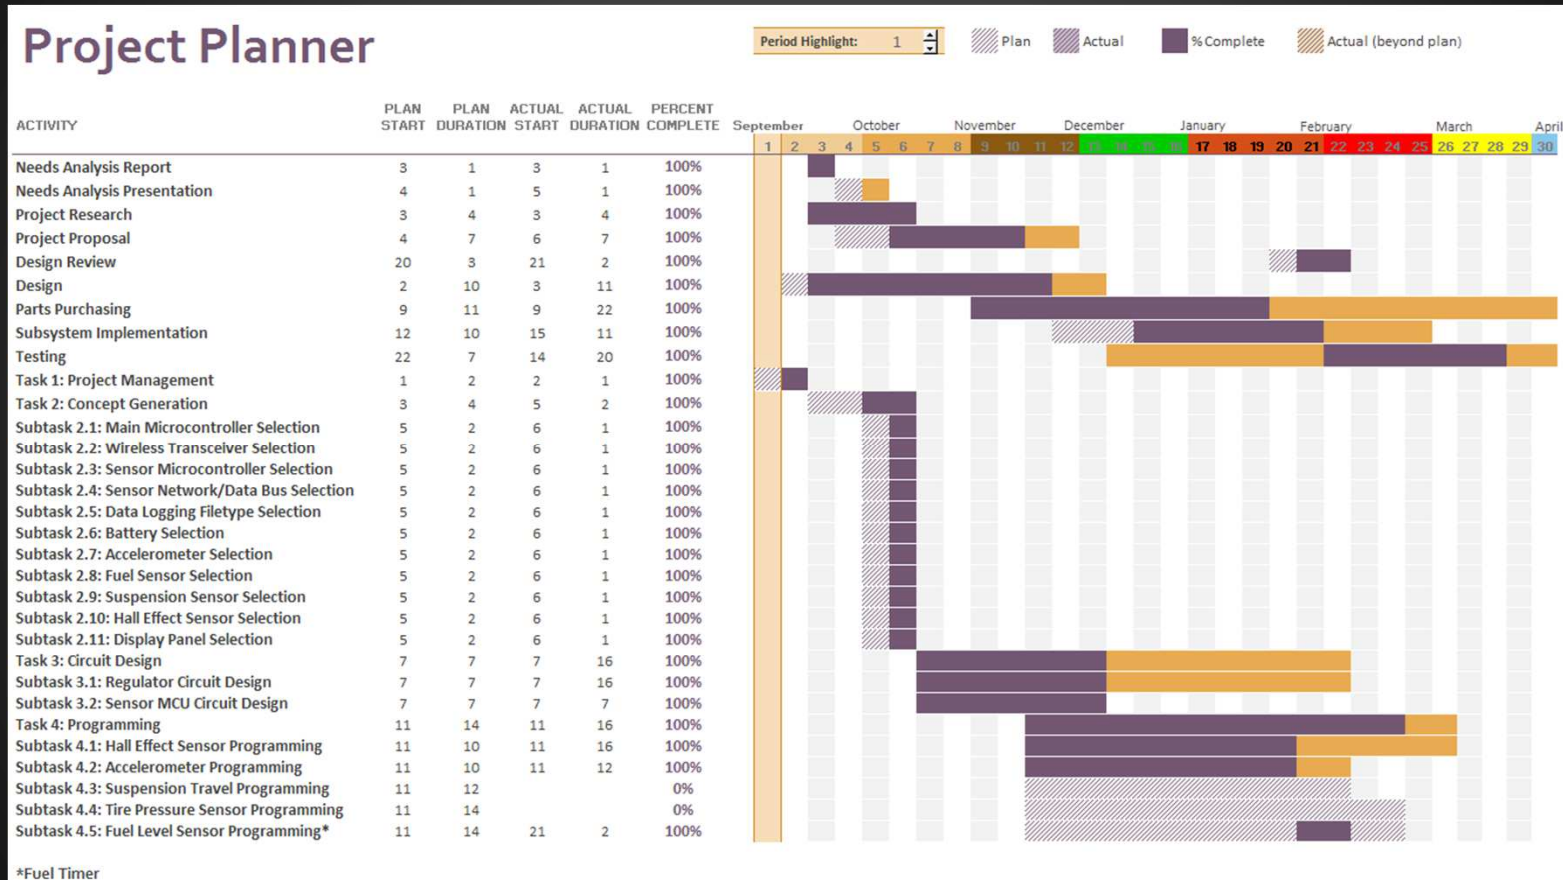 Project Planner
Period Highlight: 1 Plan Actual % Complete Actual (beyond plan)
ACTIVITY PLAN START PLAN DURATION ACTUAL START ACTUAL DURATION PERCENT COMPLETE September October November December January February March April
1 2 3 4 5 6 7 8 9 10 11 12 13 14 15 16 17 18 19 20 21 22 23 24 25 26 27 28 29 30
Needs Analysis Report 3 1 3 1 100%
Needs Analysis Presentation 4 1 5 1 100%
Project Research 3 4 3 4 100%
Project Proposal 4 7 6 7 100%
Design Review 20 3 21 2 100%
Design 2 10 3 11 100%
Parts Purchasing 9 11 9 22 100%
Subsystem Implementation 12 10 15 11 100%
Testing 22 7 14 20 100%
Task 1: Project Management 1 2 2 1 100%
Task 2: Concept Generation 3 4 5 2 100%
Subtask 2.1: Main Microcontroller Selection 5 2 6 1 100%
Subtask 2.2: Wireless Transceiver Selection 5 2 6 1 100%
Subtask 2.3: Sensor Microcontroller Selection 5 2 6 1 100%
Subtask 2.4: Sensor Network/Data Bus Selection 5 2 6 1 100%
Subtask 2.5: Data Logging Filetype Selection 5 2 6 1 100%
Subtask 2.6: Battery Selection 5 2 6 1 100%
Subtask 2.7: Accelerometer Selection 5 2 6 1 100%
Subtask 2.8: Fuel Sensor Selection 5 2 6 1 100%
Subtask 2.9: Suspension Sensor Selection 5 2 6 1 100%
Subtask 2.10: Hall Effect Sensor Selection 5 2 6 1 100%
Subtask 2.11: Display Panel Selection 5 2 6 1 100%
Task 3: Circuit Design 7 7 7 16 100%
Subtask 3.1: Regulator Circuit Design 7 7 7 16 100%
Subtask 3.2: Sensor MCU Circuit Design 7 7 7 7 100%
Task 4: Programming 11 14 11 16 100%
Subtask 4.1: Hall Effect Sensor Programming 11 10 11 16 100%
Subtask 4.2: Accelerometer Programming 11 10 11 12 100%
Subtask 4.3: Suspension Travel Programming 11 12 0%
Subtask 4.4: Tire Pressure Sensor Programming 11 14 0%
Subtask 4.5: Fuel Level Sensor Programming* 11 14 21 2 100%
*Fuel Timer